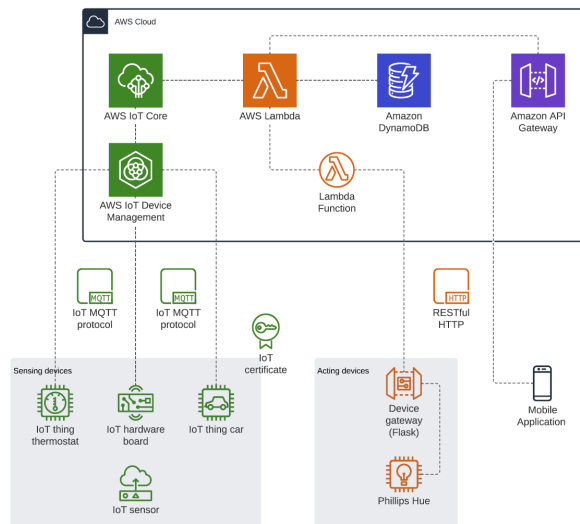 AWS Cloud
AWS IoT Core
AWS Lambda
Amazon
DynamoDB
Amazon API
Gateway
AWS IoT Device
Management
Lambda
Function
MQTT
IoT MQTT
protocol
MQTT
IoT MQTT
protocol
HTTP
RESTful
HTTP
IoT
certificate
Sensing devices
IoT thing
thermostat
IoT hardware
board
IoT thing car
IoT sensor
Acting devices
Device
gateway
(Flask)
Phillips Hue
Mobile
Application